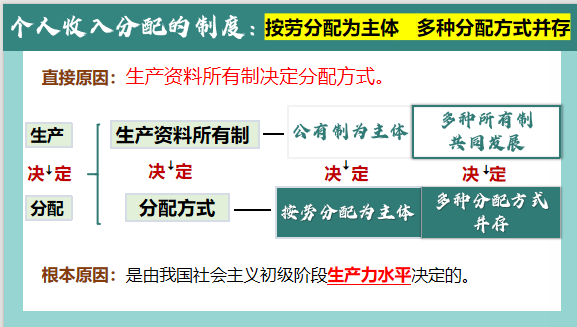 个人收入分配的制度：按劳分配为主体 多种分配方式并存
直接原因：生产资料所有制决定分配方式。
生产 生产资料所有制 公有制为主体 多种所有制
共同发展
决定 决定 决定 决定
分配 分配方式 按劳分配为主体 多种分配方式
并存
根本原因：是由我国社会主义初级阶段生产力水平决定的。